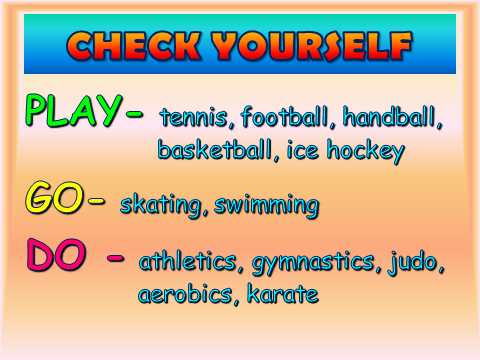 CHECK YOURSELF
PLAY- tennis, football, handball,
basketball, ice hockey
GO- skating, swimming
DO - athletics, gymnastics, judo,
aerobics, karate